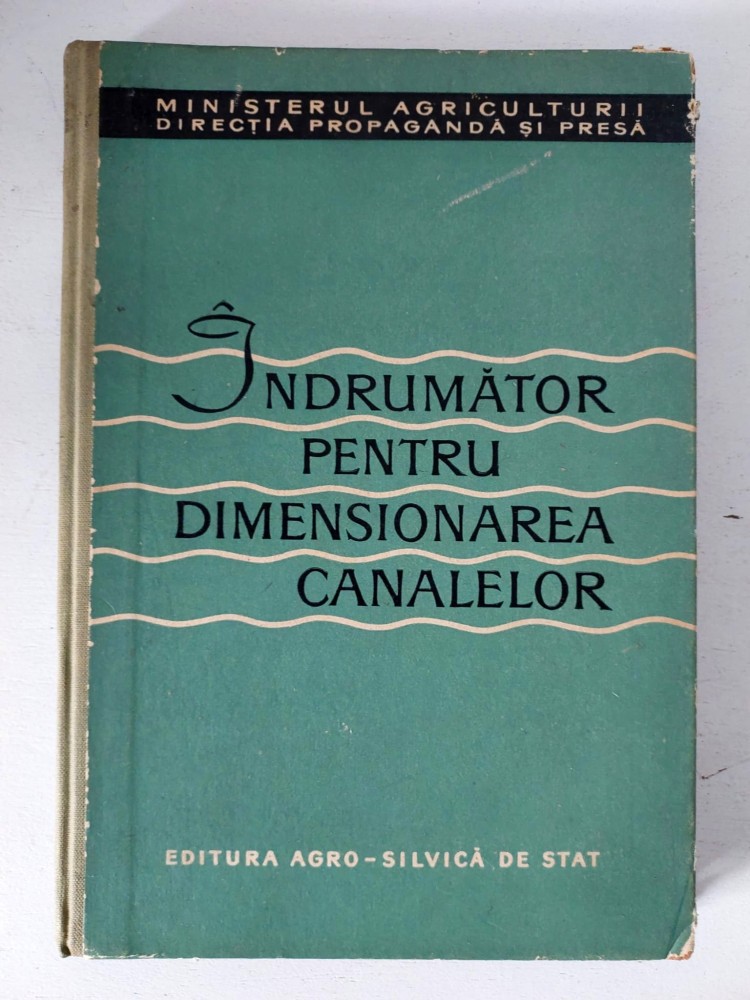 MINISTERUL AGRICULTURII
DIRECȚIA PROPAGANDĂ ȘI PRESĂ
ÎNDRUMĂTOR
PENTRU
DIMENSIONAREA
CANALELOR
EDITURA AGRO-SILVICĂ DE STAT